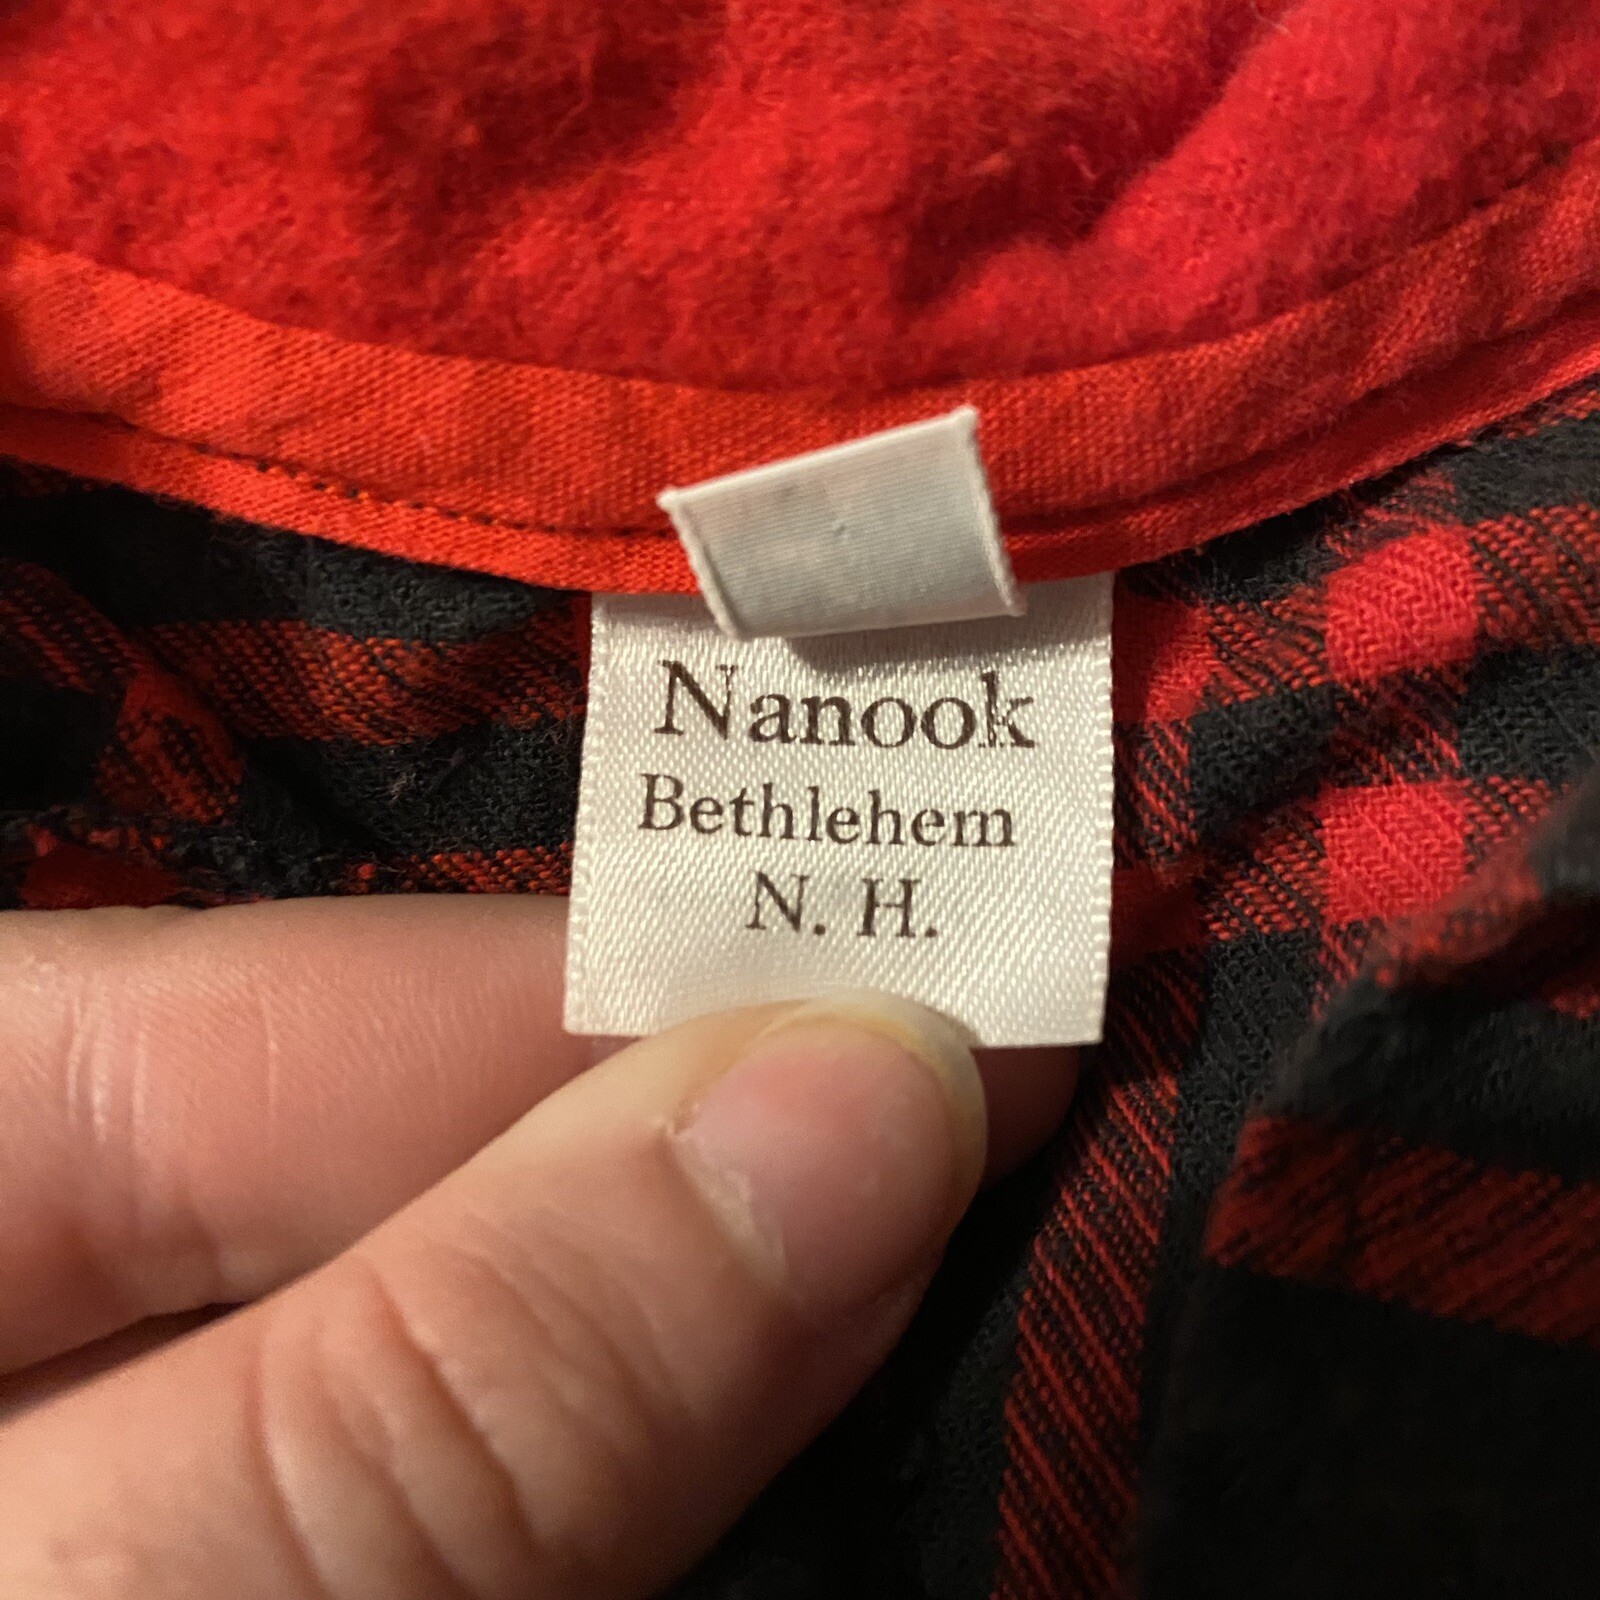 Nanook
Bethlehem
N. H.